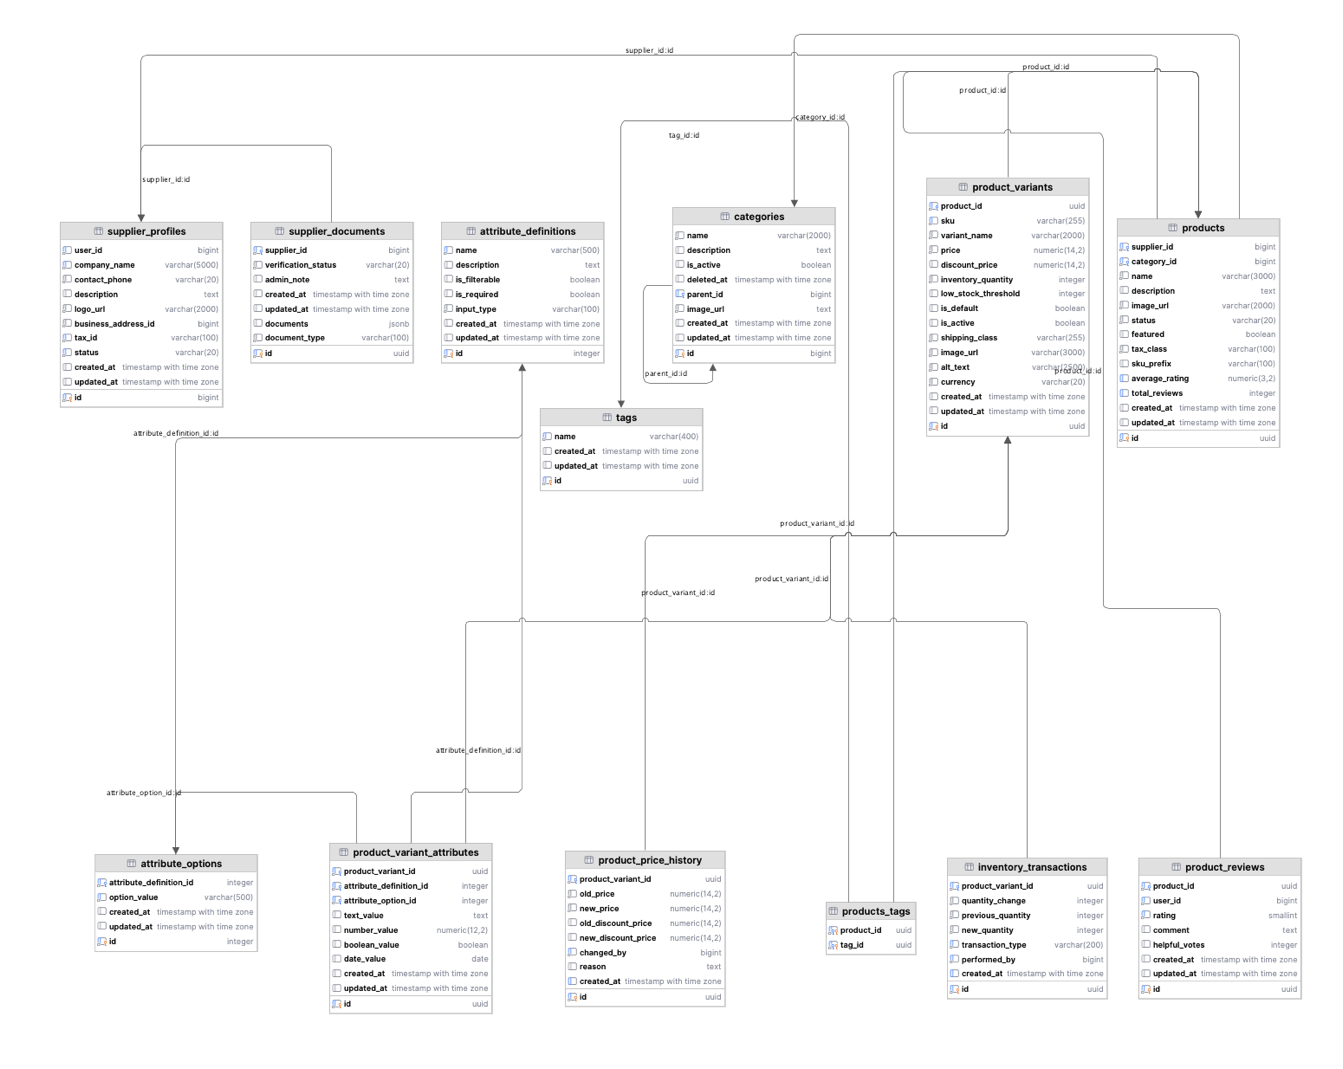 supplier_id:id
product_id:id
product_id:id
category_id:id
tag_id:id
supplier_id:id
supplier_profiles
user_id bigint
company_name varchar(5000)
contact_phone varchar(20)
description text
logo_url varchar(2000)
business_address_id bigint
tax_id varchar(100)
status varchar(20)
created_at timestamp with time zone
updated_at timestamp with time zone
id bigint
supplier_documents
supplier_id bigint
verification_status varchar(20)
admin_note text
created_at timestamp with time zone
updated_at timestamp with time zone
documents jsonb
document_type varchar(100)
id uuid
attribute_definitions
name varchar(500)
description text
is_filterable boolean
is_required boolean
input_type varchar(100)
created_at timestamp with time zone
updated_at timestamp with time zone
id integer
categories
name varchar(2000)
description text
is_active boolean
deleted_at timestamp with time zone
parent_id bigint
image_url text
created_at timestamp with time zone
updated_at timestamp with time zone
id bigint
parent_id:id
product_variants
product_id uuid
sku varchar(255)
variant_name varchar(2000)
price numeric(14,2)
discount_price numeric(14,2)
inventory_quantity integer
low_stock_threshold integer
is_default boolean
is_active boolean
shipping_class varchar(255)
image_url varchar(3000)
alt_text varchar(2500)
product_id:id
currency varchar(20)
created_at timestamp with time zone
updated_at timestamp with time zone
id uuid
products
supplier_id bigint
category_id bigint
name varchar(3000)
description text
image_url varchar(2000)
status varchar(20)
featured boolean
tax_class varchar(100)
sku_prefix varchar(100)
average_rating numeric(3,2)
total_reviews integer
created_at timestamp with time zone
updated_at timestamp with time zone
id uuid
tags
name varchar(400)
created_at timestamp with time zone
updated_at timestamp with time zone
id uuid
attribute_definition_id:id
product_variant_id:id
product_variant_id:id
product_variant_id:id
attribute_definition_id:id
attribute_option_id:id
attribute_options
attribute_definition_id integer
option_value varchar(500)
created_at timestamp with time zone
updated_at timestamp with time zone
id integer
product_variant_attributes
product_variant_id uuid
attribute_definition_id integer
attribute_option_id integer
text_value text
number_value numeric(12,2)
boolean_value boolean
date_value date
created_at timestamp with time zone
updated_at timestamp with time zone
id uuid
product_price_history
product_variant_id uuid
old_price numeric(14,2)
new_price numeric(14,2)
old_discount_price numeric(14,2)
new_discount_price numeric(14,2)
changed_by bigint
reason text
created_at timestamp with time zone
id uuid
products_tags
product_id uuid
tag_id uuid
inventory_transactions
product_variant_id uuid
quantity_change integer
previous_quantity integer
new_quantity integer
transaction_type varchar(200)
performed_by bigint
created_at timestamp with time zone
id uuid
product_reviews
product_id uuid
user_id bigint
rating smallint
comment text
helpful_votes integer
created_at timestamp with time zone
updated_at timestamp with time zone
id uuid